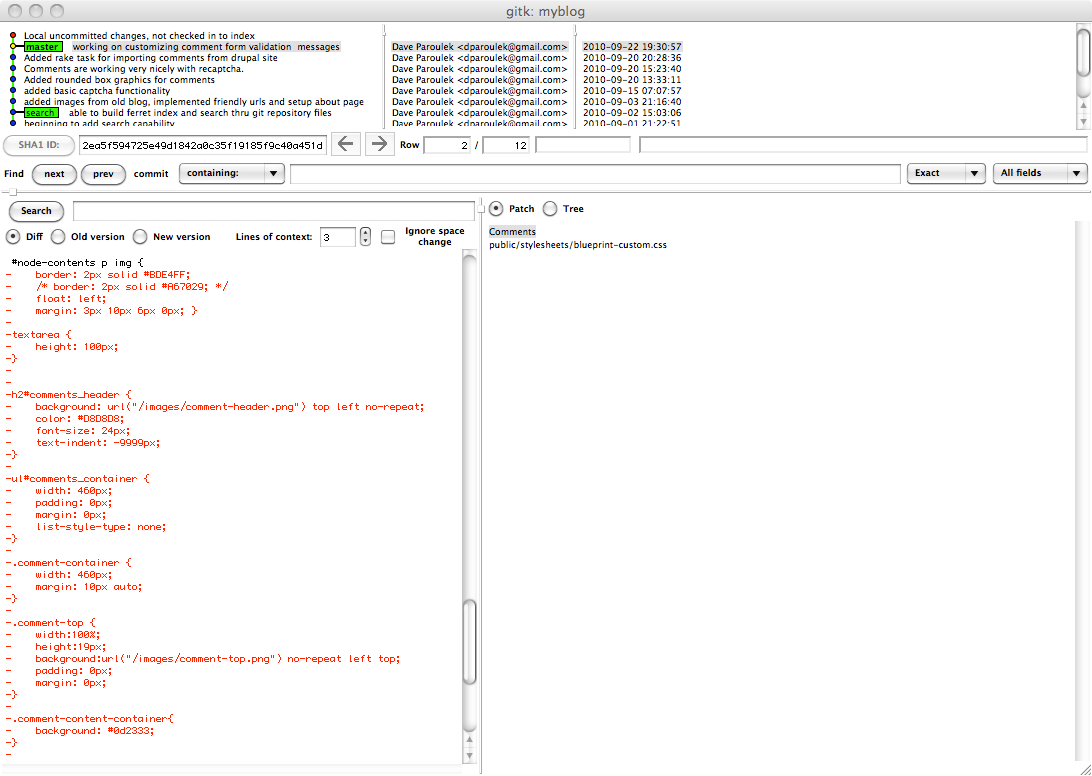 gitk: myblog
Local uncommitted changes, not checked in to index
master working on customizing comment form validation messages Dave Paroulek <dparoulek@gmail.com> 2010-09-22 19:30:57
Added rake task for importing comments from drupal site Dave Paroulek <dparoulek@gmail.com> 2010-09-20 20:28:36
Comments are working very nicely with recaptcha. Dave Paroulek <dparoulek@gmail.com> 2010-09-20 15:23:40
Added rounded box graphics for comments Dave Paroulek <dparoulek@gmail.com> 2010-09-20 13:33:11
added basic captcha functionality Dave Paroulek <dparoulek@gmail.com> 2010-09-15 07:07:57
added images from old blog, implemented friendly urls and setup about page Dave Paroulek <dparoulek@gmail.com> 2010-09-03 21:16:40
search able to build ferret index and search thru git repository files Dave Paroulek <dparoulek@gmail.com> 2010-09-02 15:03:06
beginning to add search capability Dave Paroulek <dparoulek@gmail.com> 2010-09-01 21:22:51
SHA1 ID: 2ea5f594725e49d1842a0c35f19185f9c40a451d Row 2 / 12
Find next prev commit containing: Exact All fields
Search Patch Tree
Diff Old version New version Lines of context: 3 Ignore space change
Comments
public/stylesheets/blueprint-custom.css
#node-contents p img {
- border: 2px solid #BDE4FF;
- /* border: 2px solid #A67029; */
- float: left;
- margin: 3px 10px 6px 0px; }
-
-textarea {
- height: 100px;
-}
-
-
-h2#comments_header {
- background: url("/images/comment-header.png") top left no-repeat;
- color: #D8D8D8;
- font-size: 24px;
- text-indent: -9999px;
-}
-
-ul#comments_container {
- width: 460px;
- padding: 0px;
- margin: 0px;
- list-style-type: none;
-}
-
-.comment-container {
- width: 460px;
- margin: 10px auto;
-}
-
-.comment-top {
- width:100%;
- height:19px;
- background:url("/images/comment-top.png") no-repeat left top;
- padding: 0px;
- margin: 0px;
-}
-
-.comment-content-container{
- background: #0d2333;
-}
-